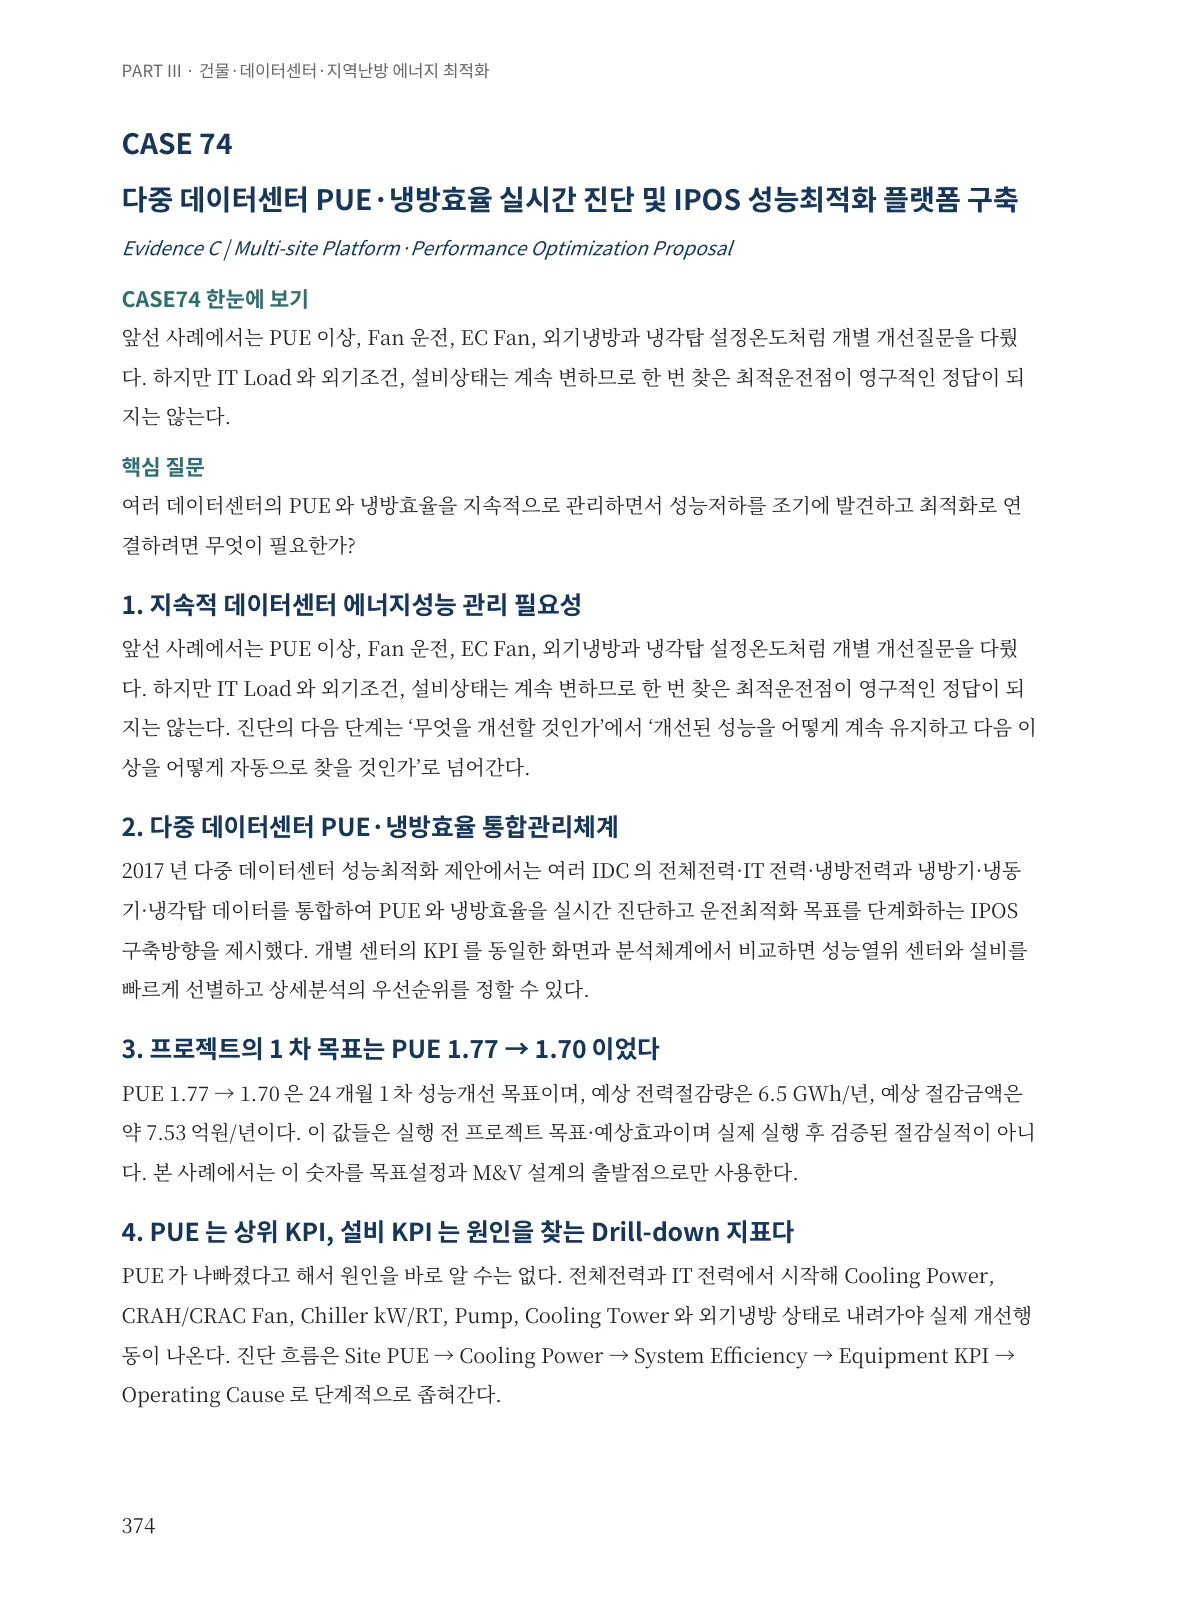 PART III · 건물·데이터센터·지역난방 에너지 최적화
CASE 74
다중 데이터센터 PUE·냉방효율 실시간 진단 및 IPOS 성능최적화 플랫폼 구축
Evidence C | Multi-site Platform · Performance Optimization Proposal
CASE74 한눈에 보기
앞선 사례에서는 PUE 이상, Fan 운전, EC Fan, 외기냉방과 냉각탑 설정온도처럼 개별 개선질문을 다뤘
다. 하지만 IT Load 와 외기조건, 설비상태는 계속 변하므로 한 번 찾은 최적운전점이 영구적인 정답이 되
지는 않는다.
핵심 질문
여러 데이터센터의 PUE 와 냉방효율을 지속적으로 관리하면서 성능저하를 조기에 발견하고 최적화로 연
결하려면 무엇이 필요한가?
1. 지속적 데이터센터 에너지성능 관리 필요성
앞선 사례에서는 PUE 이상, Fan 운전, EC Fan, 외기냉방과 냉각탑 설정온도처럼 개별 개선질문을 다뤘
다. 하지만 IT Load 와 외기조건, 설비상태는 계속 변하므로 한 번 찾은 최적운전점이 영구적인 정답이 되
지는 않는다. 진단의 다음 단계는 ‘무엇을 개선할 것인가’에서 ‘개선된 성능을 어떻게 계속 유지하고 다음 이
상을 어떻게 자동으로 찾을 것인가’로 넘어간다.
2. 다중 데이터센터 PUE·냉방효율 통합관리체계
2017 년 다중 데이터센터 성능최적화 제안에서는 여러 IDC 의 전체전력·IT 전력·냉방전력과 냉방기·냉동
기·냉각탑 데이터를 통합하여 PUE 와 냉방효율을 실시간 진단하고 운전최적화 목표를 단계화하는 IPOS
구축방향을 제시했다. 개별 센터의 KPI 를 동일한 화면과 분석체계에서 비교하면 성능열위 센터와 설비를
빠르게 선별하고 상세분석의 우선순위를 정할 수 있다.
3. 프로젝트의 1 차 목표는 PUE 1.77 → 1.70 이었다
PUE 1.77 → 1.70 은 24 개월 1 차 성능개선 목표이며, 예상 전력절감량은 6.5 GWh/년, 예상 절감금액은
약 7.53 억원/년이다. 이 값들은 실행 전 프로젝트 목표·예상효과이며 실제 실행 후 검증된 절감실적이 아니
다. 본 사례에서는 이 숫자를 목표설정과 M&V 설계의 출발점으로만 사용한다.
4. PUE 는 상위 KPI, 설비 KPI 는 원인을 찾는 Drill-down 지표다
PUE 가 나빠졌다고 해서 원인을 바로 알 수는 없다. 전체전력과 IT 전력에서 시작해 Cooling Power,
CRAH/CRAC Fan, Chiller kW/RT, Pump, Cooling Tower 와 외기냉방 상태로 내려가야 실제 개선행
동이 나온다. 진단 흐름은 Site PUE → Cooling Power → System Efficiency → Equipment KPI →
Operating Cause 로 단계적으로 좁혀간다.
374